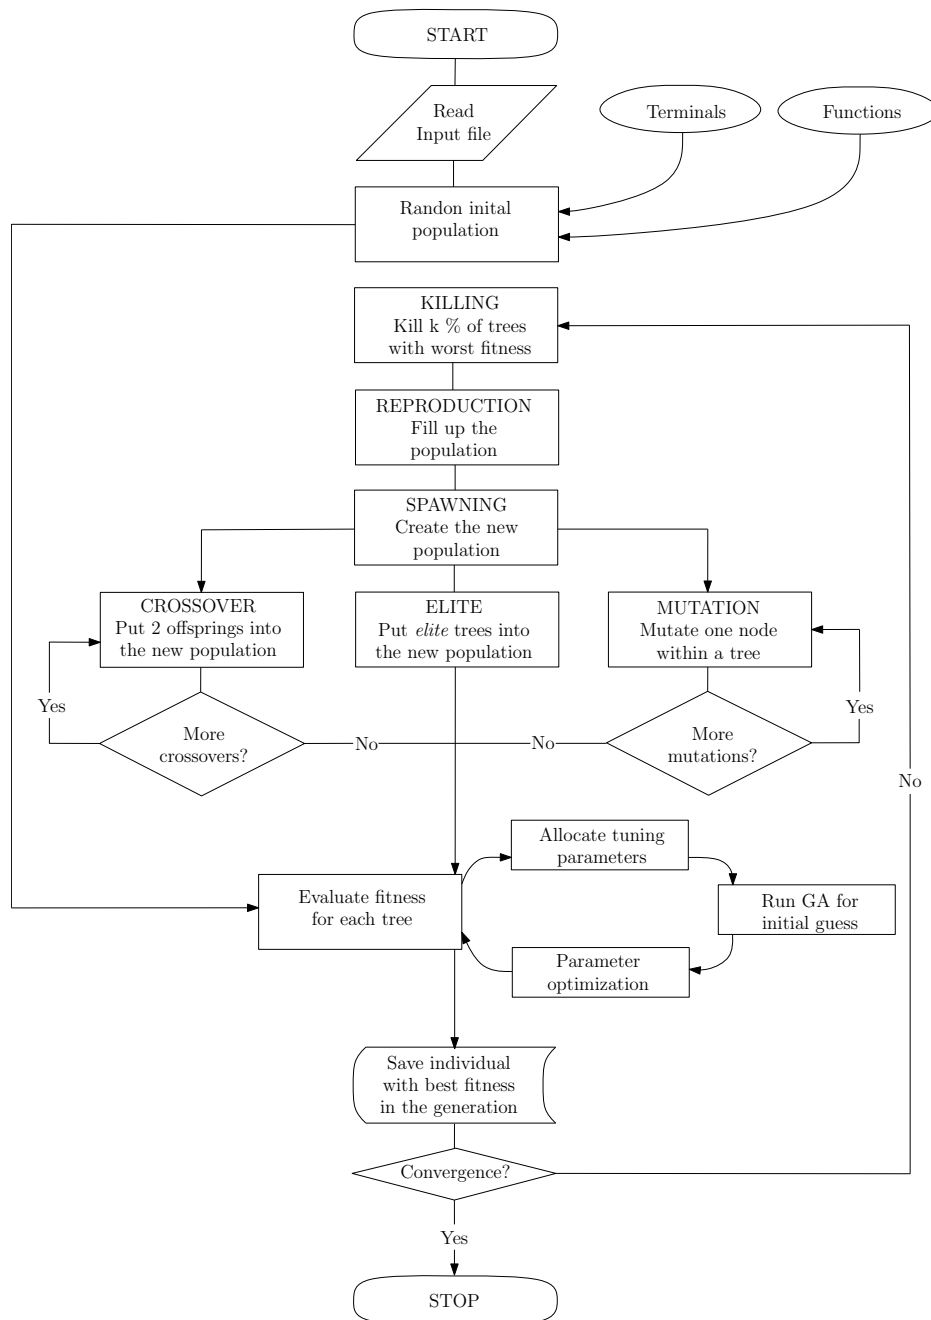 START
Read
Input file
Terminals
Functions
Randon inital
population
KILLING
Kill k % of trees
with worst fitness
REPRODUCTION
Fill up the
population
SPAWNING
Create the new
population
CROSSOVER
Put 2 offsprings into
the new population
ELITE
Put elite trees into
the new population
MUTATION
Mutate one node
within a tree
Yes
More
crossovers?
No
No
More
mutations?
Yes
No
Allocate tuning
parameters
Evaluate fitness
for each tree
Run GA for
initial guess
Parameter
optimization
Save individual
with best fitness
in the generation
Convergence?
Yes
STOP